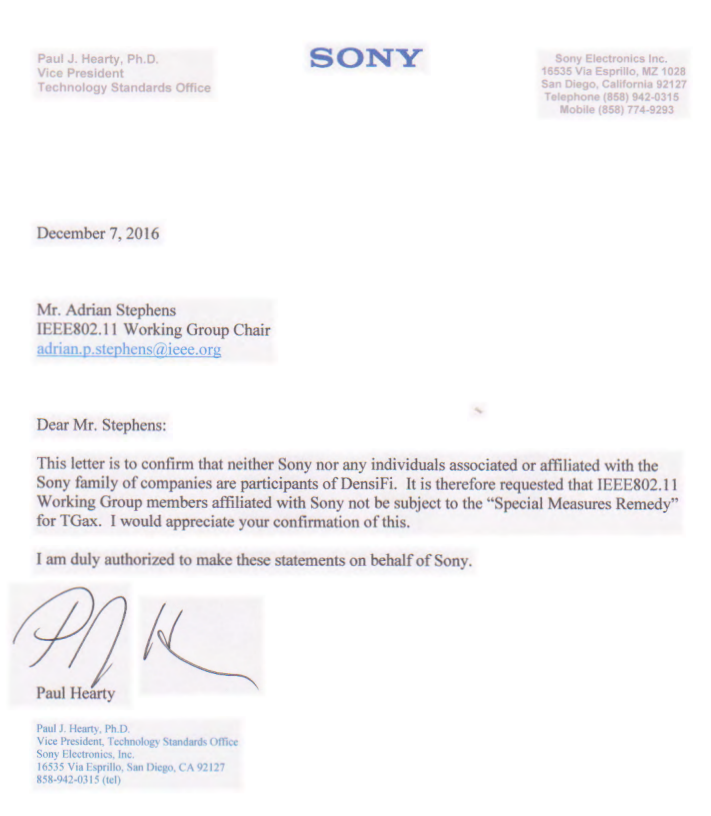 Paul J. Hearty, Ph.D.
Vice President
Technology Standards Office
SONY
Sony Electronics Inc.
16535 Via Esprillo, MZ 1028
San Diego, California 92127
Telephone (858) 942-0315
Mobile (858) 774-9293
December 7, 2016
Mr. Adrian Stephens
IEEE802.11 Working Group Chair
adrian.p.stephens@ieee.org
Dear Mr. Stephens:
This letter is to confirm that neither Sony nor any individuals associated or affiliated with the
Sony family of companies are participants of DensiFi.  It is therefore requested that IEEE802.11
Working Group members affiliated with Sony not be subject to the “Special Measures Remedy”
for TGax.  I would appreciate your confirmation of this.
I am duly authorized to make these statements on behalf of Sony.
PJ H
Paul Hearty
Paul J. Hearty, Ph.D.
Vice President, Technology Standards Office
Sony Electronics, Inc.
16535 Via Esprillo, San Diego, CA 92127
858-942-0315 (tel)